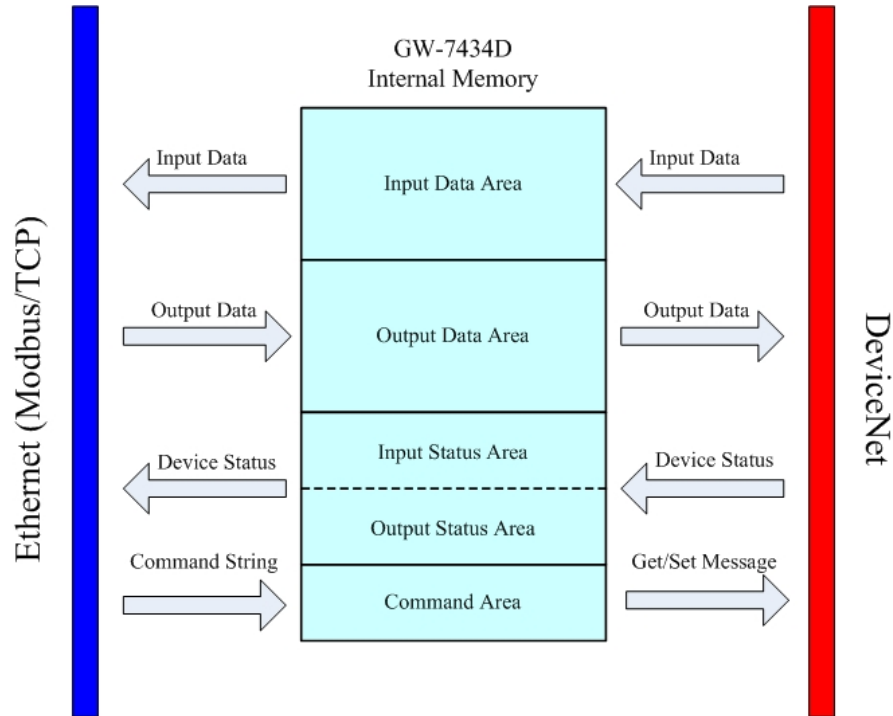 GW-7434D
Internal Memory
Input Data
Input Data Area
Input Data
Output Data
Output Data Area
Output Data
Device Status
Input Status Area
Device Status
Output Status Area
Command String
Command Area
Get/Set Message
Ethernet (Modbus/TCP)
DeviceNet